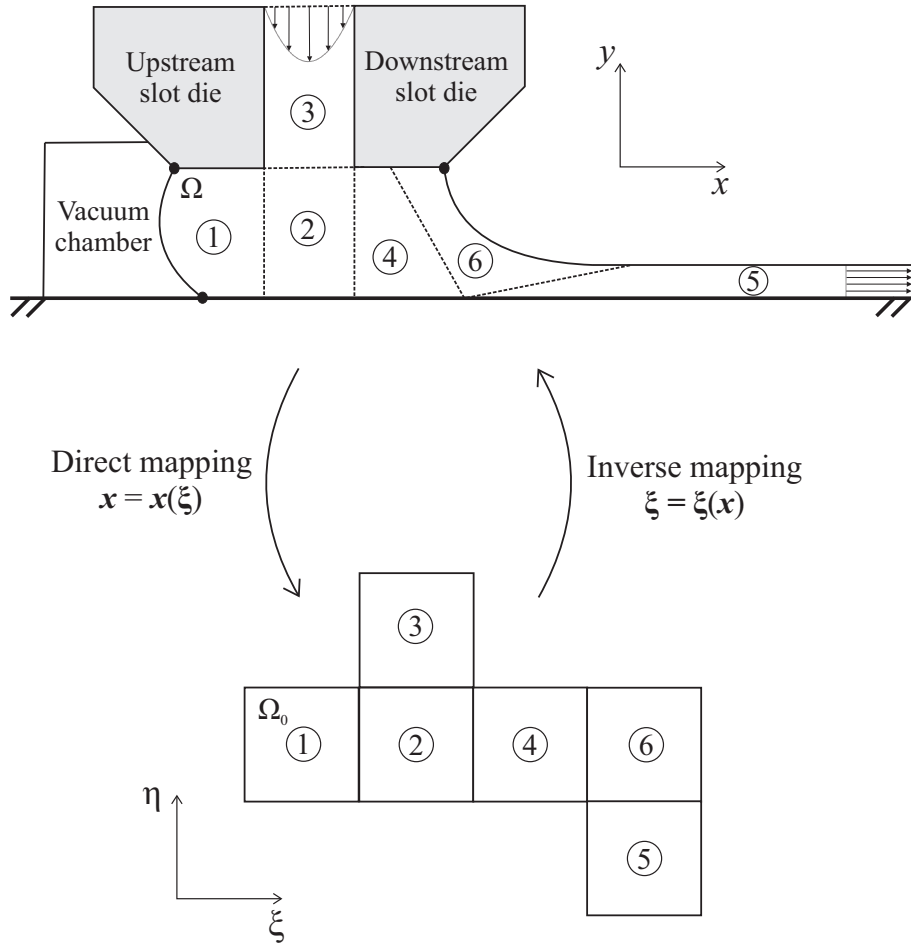 Upstream
slot die
Downstream
slot die
③
y
x
Ω
Vacuum
chamber
①
②
④
⑥
⑤
Direct mapping
x = x(ξ)
Inverse mapping
ξ = ξ(x)
③
Ω₀
①
②
④
⑥
η
⑤
ξ